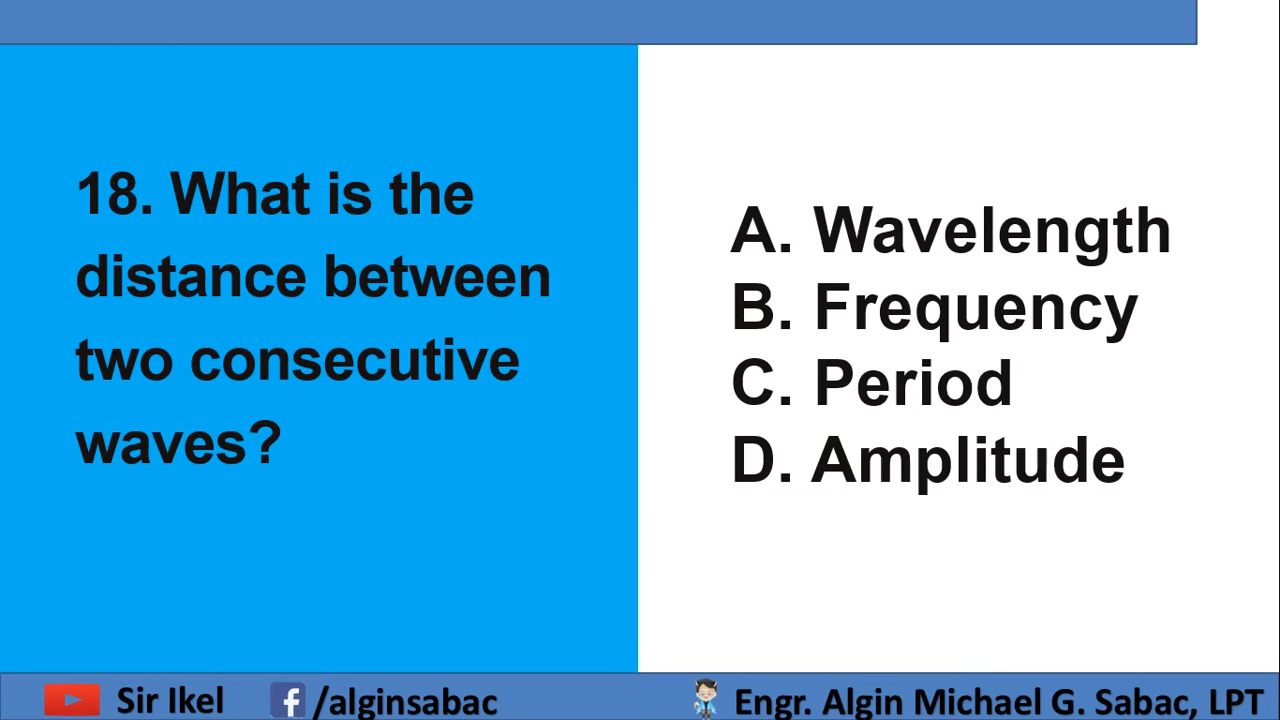 18. What is the
distance between
two consecutive
waves?
A. Wavelength
B. Frequency
C. Period
D. Amplitude
Sir Ikel
/alginsabac
Engr. Algin Michael G. Sabac, LPT